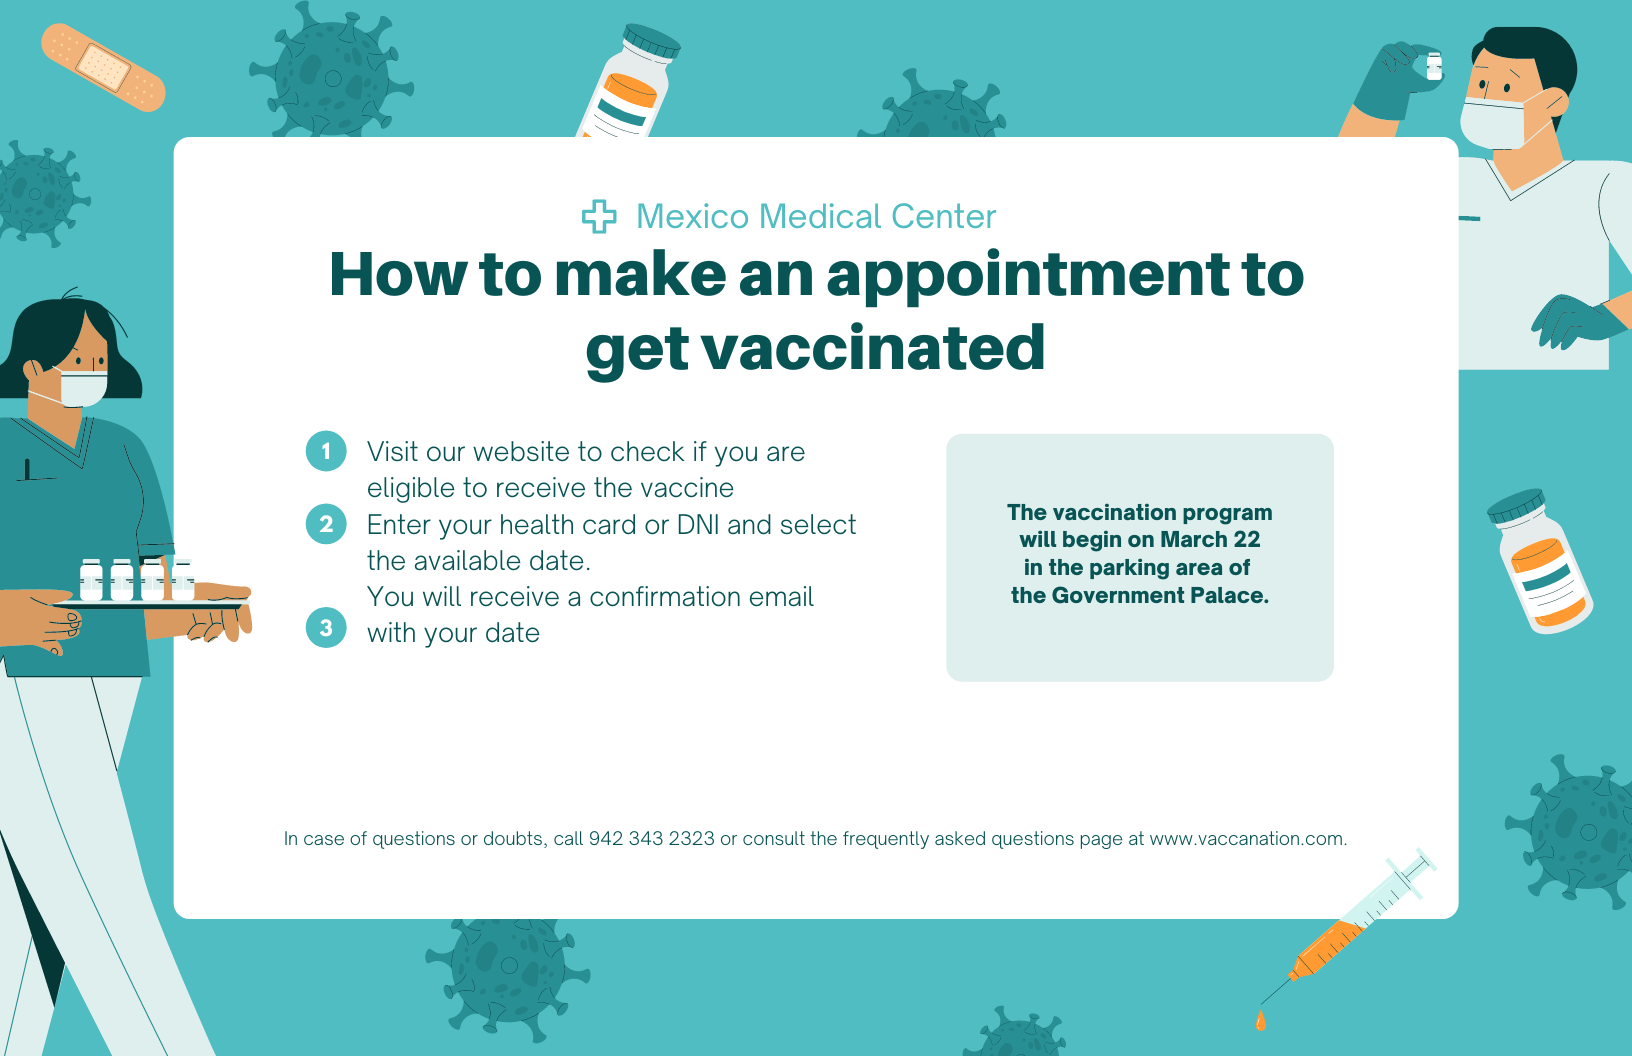 Mexico Medical Center
How to make an appointment to
get vaccinated
1 Visit our website to check if you are
eligible to receive the vaccine
2 Enter your health card or DNI and select
the available date.
You will receive a confirmation email
3 with your date
The vaccination program
will begin on March 22
in the parking area of
the Government Palace.
In case of questions or doubts, call 942 343 2323 or consult the frequently asked questions page at www.vaccanation.com.